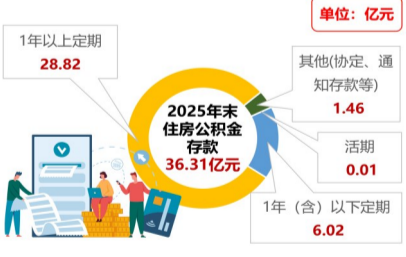 单位：亿元
1年以上定期
28.82
2025年末
住房公积金
存款
36.31亿元
其他(协定、通
知存款等)
1.46
活期
0.01
1年（含）以下定期
6.02